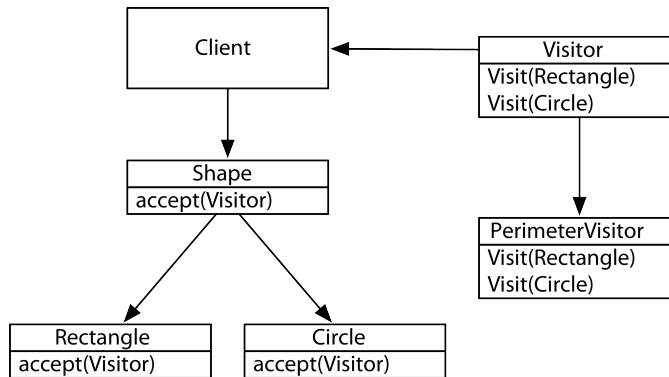 Client
Visitor
Visit(Rectangle)
Visit(Circle)
Shape
accept(Visitor)
PerimeterVisitor
Visit(Rectangle)
Visit(Circle)
Rectangle
accept(Visitor)
Circle
accept(Visitor)